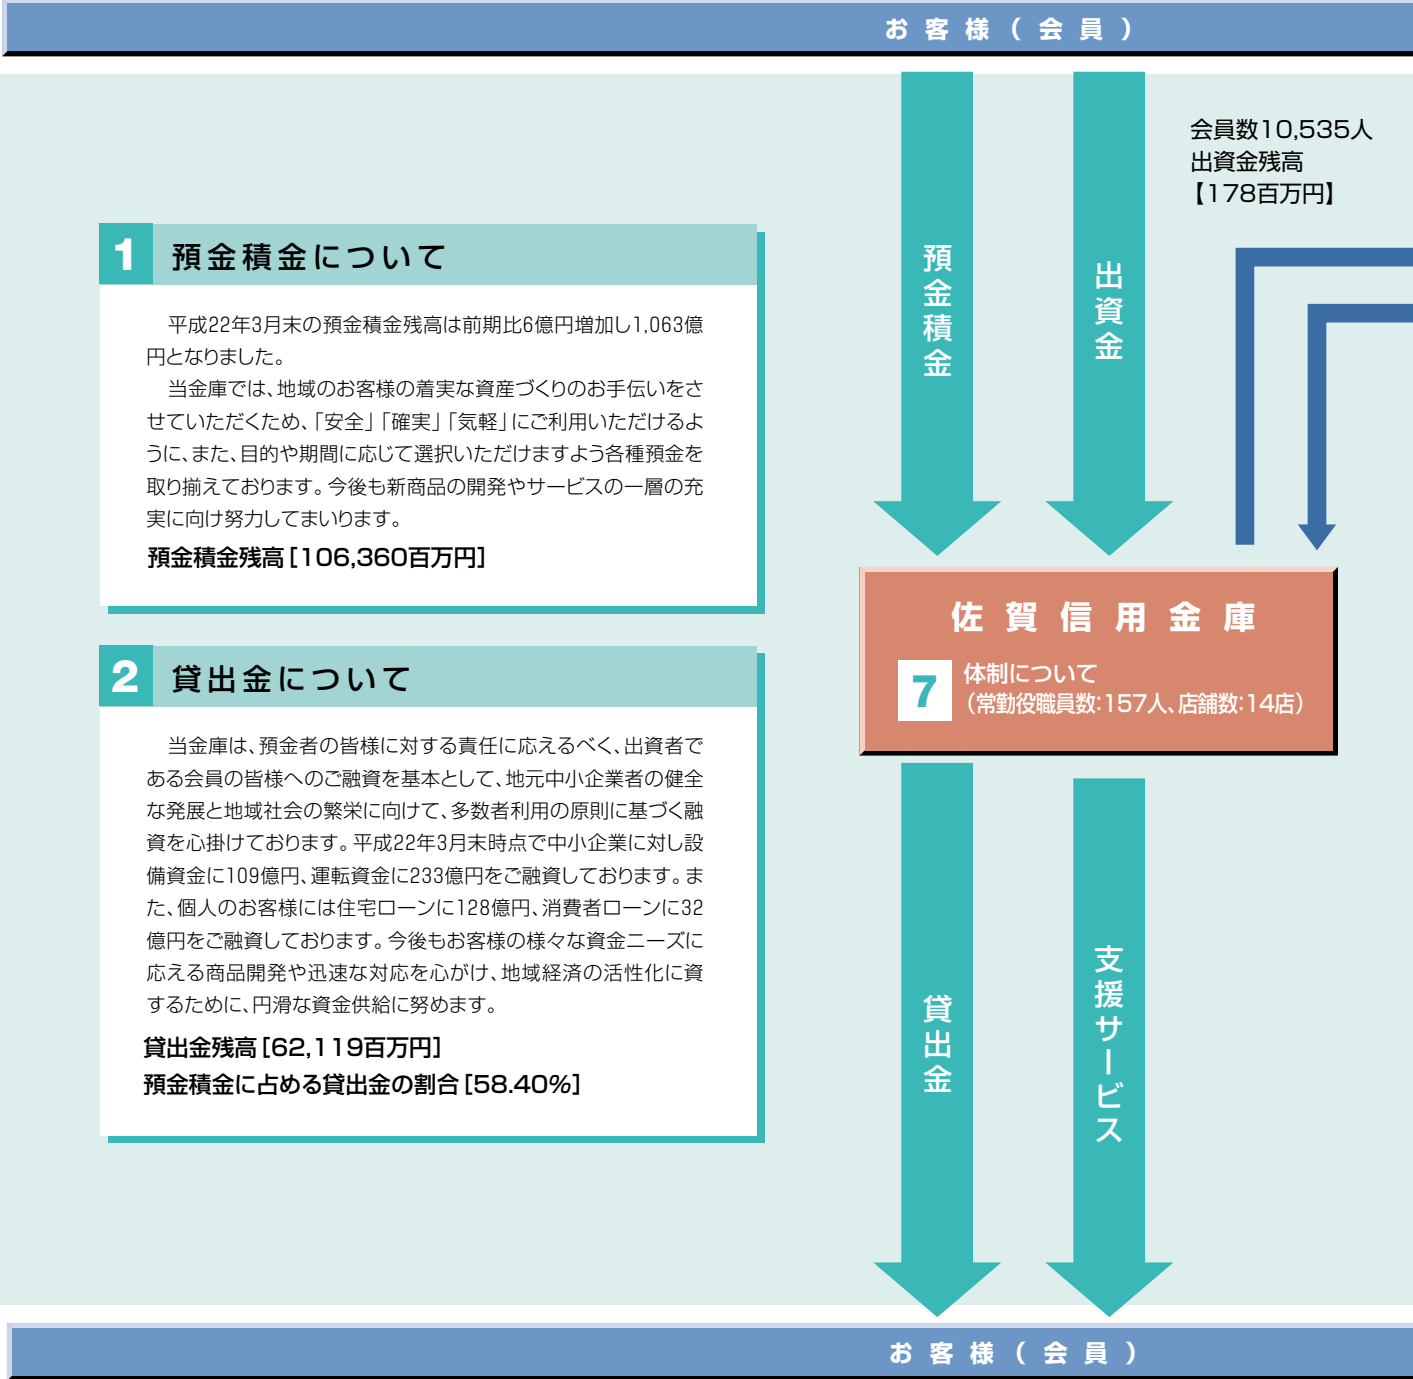 お客様（会員）
会員数10,535人
出資金残高
【178百万円】
預金積金
出資金
1 預金積金について
　平成22年3月末の預金積金残高は前期比6億円増加し1,063億
円となりました。
　当金庫では、地域のお客様の着実な資産づくりのお手伝いをさ
せていただくため、「安全」「確実」「気軽」にご利用いただけるよ
うに、また、目的や期間に応じて選択いただけますよう各種預金を
取り揃えております。今後も新商品の開発やサービスの一層の充
実に向け努力してまいります。
預金積金残高［106,360百万円］
2 貸出金について
　当金庫は、預金者の皆様に対する責任に応えるべく、出資者で
ある会員の皆様へのご融資を基本として、地元中小企業者の健全
な発展と地域社会の繁栄に向けて、多数者利用の原則に基づく融
資を心掛けております。平成22年3月末時点で中小企業に対し設
備資金に109億円、運転資金に233億円をご融資しております。ま
た、個人のお客様には住宅ローンに128億円、消費者ローンに32
億円をご融資しております。今後もお客様の様々な資金ニーズに
応える商品開発や迅速な対応を心がけ、地域経済の活性化に資
するために、円滑な資金供給に努めます。
貸出金残高［62,119百万円］
預金積金に占める貸出金の割合［58.40%］
佐賀信用金庫
7 体制について
（常勤役職員数：157人、店舗数：14店）
貸出金
支援サービス
お客様（会員）